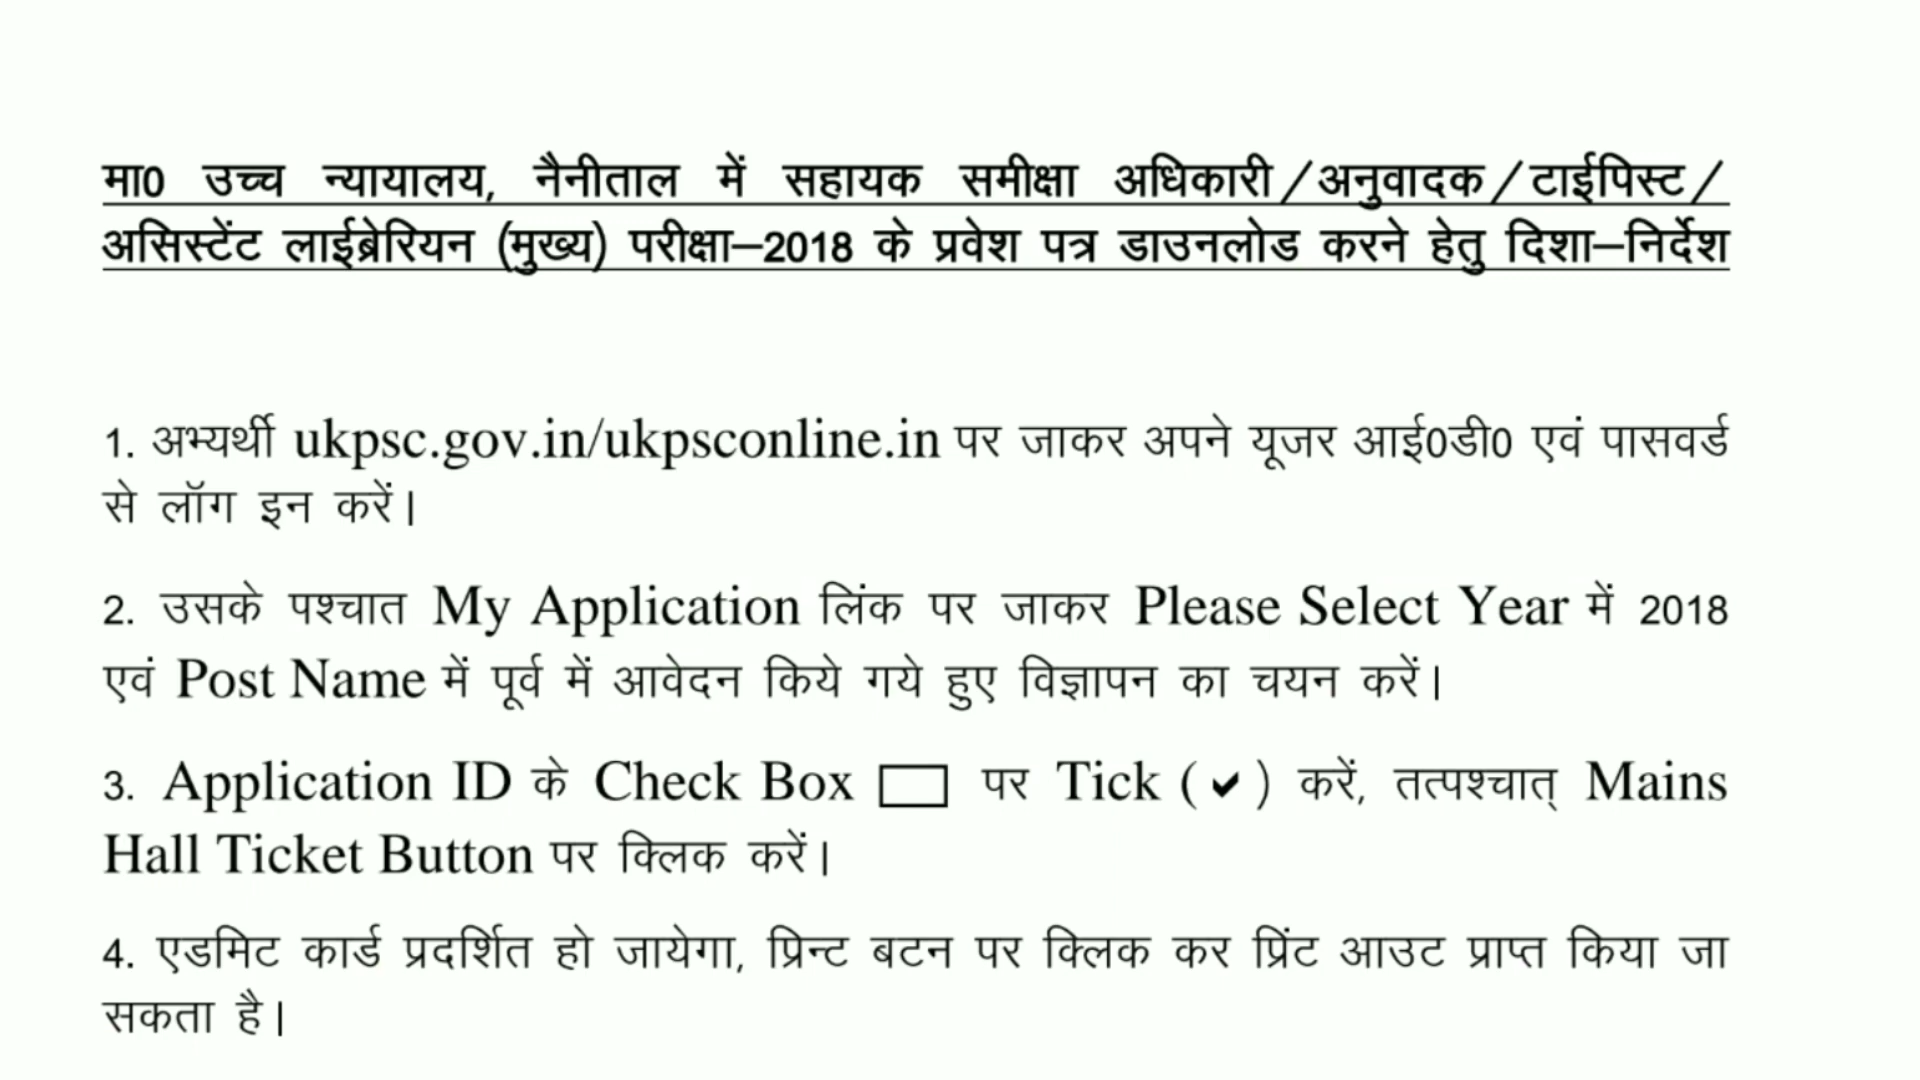 मा0 उच्च न्यायालय, नैनीताल में सहायक समीक्षा अधिकारी/अनुवादक/टाईपिस्ट/
असिस्टेंट लाईब्रेरियन (मुख्य) परीक्षा–2018 के प्रवेश पत्र डाउनलोड करने हेतु दिशा–निर्देश
1. अभ्यर्थी ukpsc.gov.in/ukpsconline.in पर जाकर अपने यूजर आई0डी0 एवं पासवर्ड
से लॉग इन करें।
2. उसके पश्चात My Application लिंक पर जाकर Please Select Year में 2018
एवं Post Name में पूर्व में आवेदन किये गये हुए विज्ञापन का चयन करें।
3. Application ID के Check Box पर Tick (✓) करें, तत्पश्चात् Mains
Hall Ticket Button पर क्लिक करें।
4. एडमिट कार्ड प्रदर्शित हो जायेगा, प्रिन्ट बटन पर क्लिक कर प्रिंट आउट प्राप्त किया जा
सकता है।